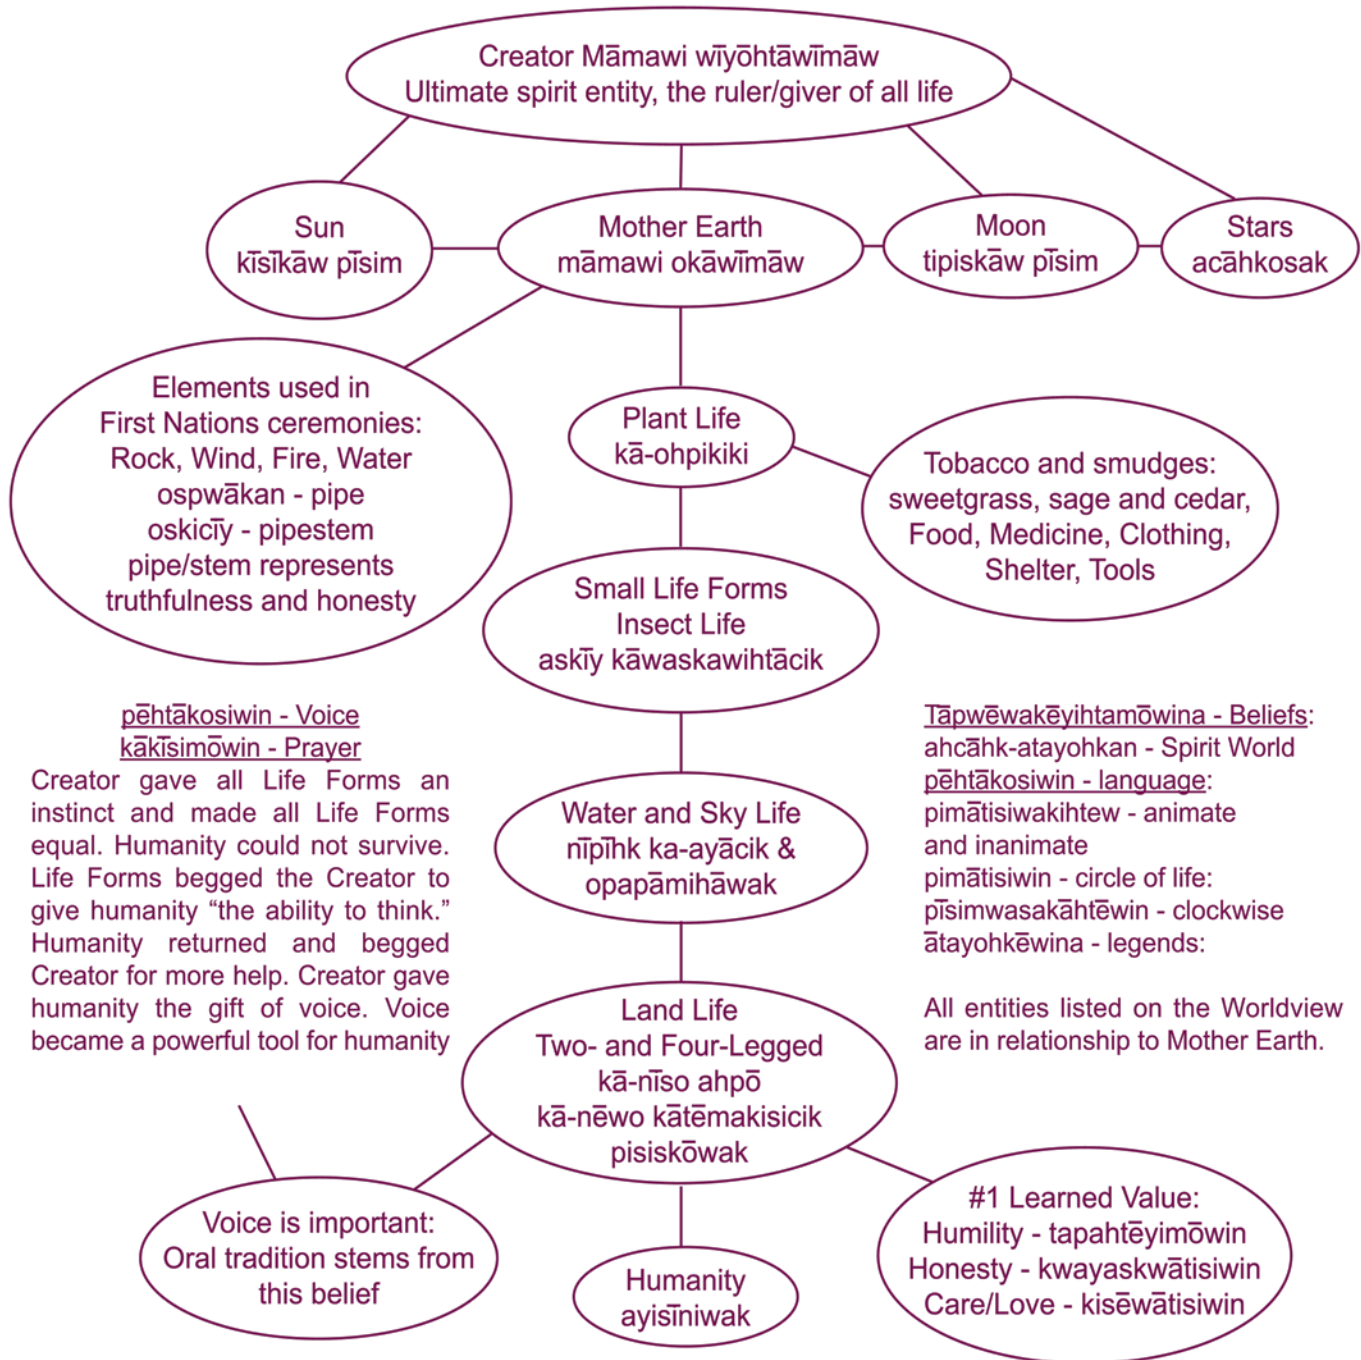 Creator Māmawi wīyōhtāwīmāw
Ultimate spirit entity, the ruler/giver of all life
Sun
kīsīkāw pīsim
Mother Earth
māmawi okāwīmāw
Moon
tipiskāw pīsim
Stars
acāhkosak
Elements used in
First Nations ceremonies:
Rock, Wind, Fire, Water
ospwākan - pipe
oskicīy - pipestem
pipe/stem represents
truthfulness and honesty
Plant Life
kā-ohpikiki
Tobacco and smudges:
sweetgrass, sage and cedar,
Food, Medicine, Clothing,
Shelter, Tools
Small Life Forms
Insect Life
askīy kāwaskawihtācik
pēhtākosiwin - Voice
kākīsimōwin - Prayer
Creator gave all Life Forms an
instinct and made all Life Forms
equal. Humanity could not survive.
Life Forms begged the Creator to
give humanity “the ability to think.”
Humanity returned and begged
Creator for more help. Creator gave
humanity the gift of voice. Voice
became a powerful tool for humanity
Water and Sky Life
nīpīhk ka-ayācik &
opapāmihāwak
Tāpwēwakēyihtamōwina - Beliefs:
ahcāhk-atayohkan - Spirit World
pēhtākosiwin - language:
pimātisiwakihtew - animate
and inanimate
pimātisiwin - circle of life:
pīsimwasakāhtēwin - clockwise
ātayohkēwina - legends:
All entities listed on the Worldview
are in relationship to Mother Earth.
Land Life
Two- and Four-Legged
kā-nīso ahpō
kā-nēwo kātēmakisicik
pisiskōwak
Voice is important:
Oral tradition stems from
this belief
Humanity
ayisīniwak
#1 Learned Value:
Humility - tapahtēyimōwin
Honesty - kwayaskwātisiwin
Care/Love - kisēwātisiwin